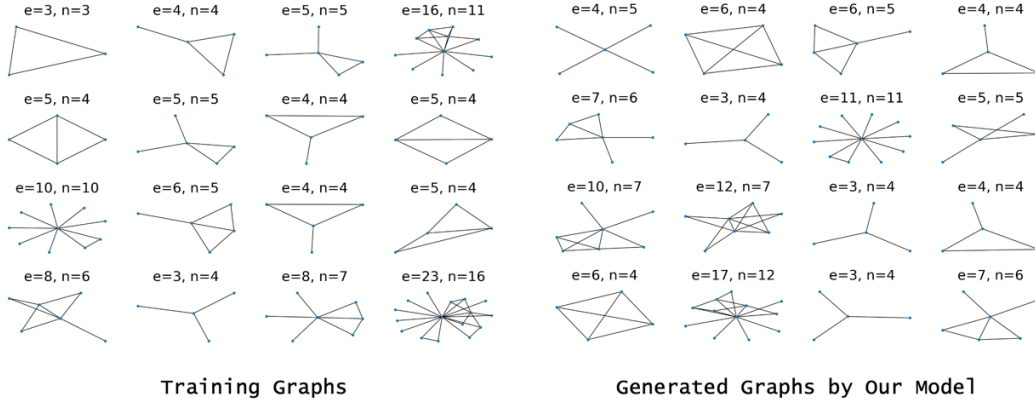 e=3, n=3 e=4, n=4 e=5, n=5 e=16, n=11 e=4, n=5 e=6, n=4 e=6, n=5 e=4, n=4
e=5, n=4 e=5, n=5 e=4, n=4 e=5, n=4 e=7, n=6 e=3, n=4 e=11, n=11 e=5, n=5
e=10, n=10 e=6, n=5 e=4, n=4 e=5, n=4 e=10, n=7 e=12, n=7 e=3, n=4 e=4, n=4
e=8, n=6 e=3, n=4 e=8, n=7 e=23, n=16 e=6, n=4 e=17, n=12 e=3, n=4 e=7, n=6
Training Graphs Generated Graphs by Our Model